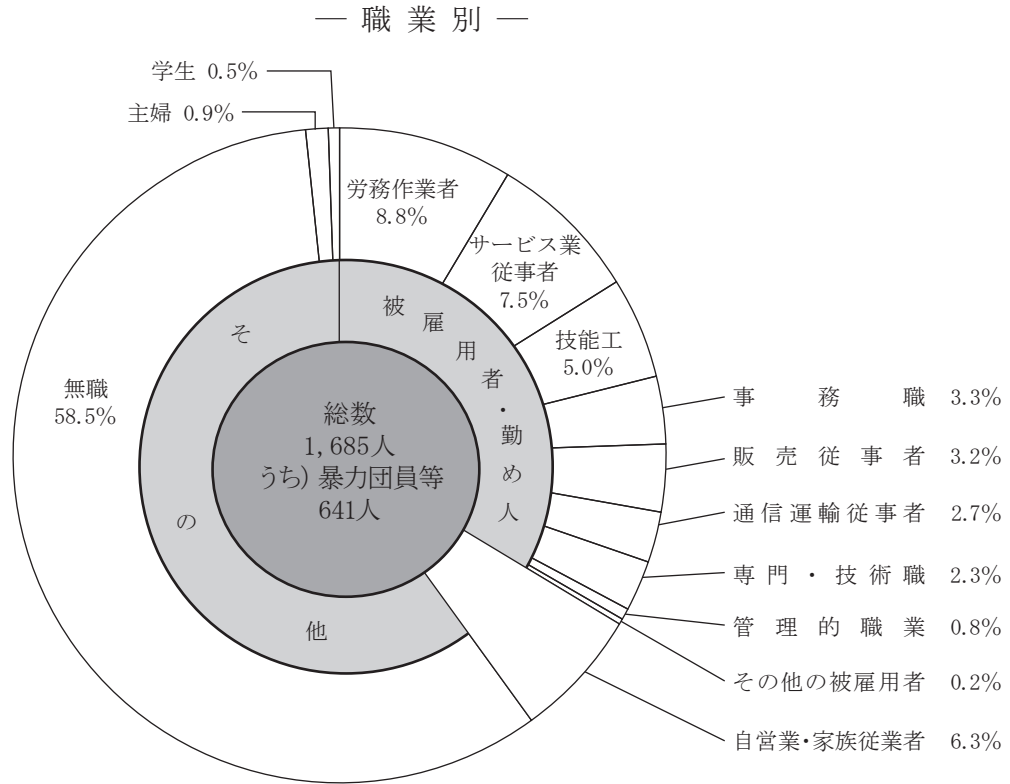 ― 職 業 別 ―
学生 0.5%
主婦 0.9%
労務作業者
8.8%
サービス業
従事者
7.5%
技能工
5.0%
事務職 3.3%
販売従事者 3.2%
通信運輸従事者 2.7%
専門・技術職 2.3%
管理的職業 0.8%
その他の被雇用者 0.2%
自営業・家族従業者 6.3%
無職
58.5%
被雇用者・勤め人
その他
総数
1,685人
うち）暴力団員等
641人